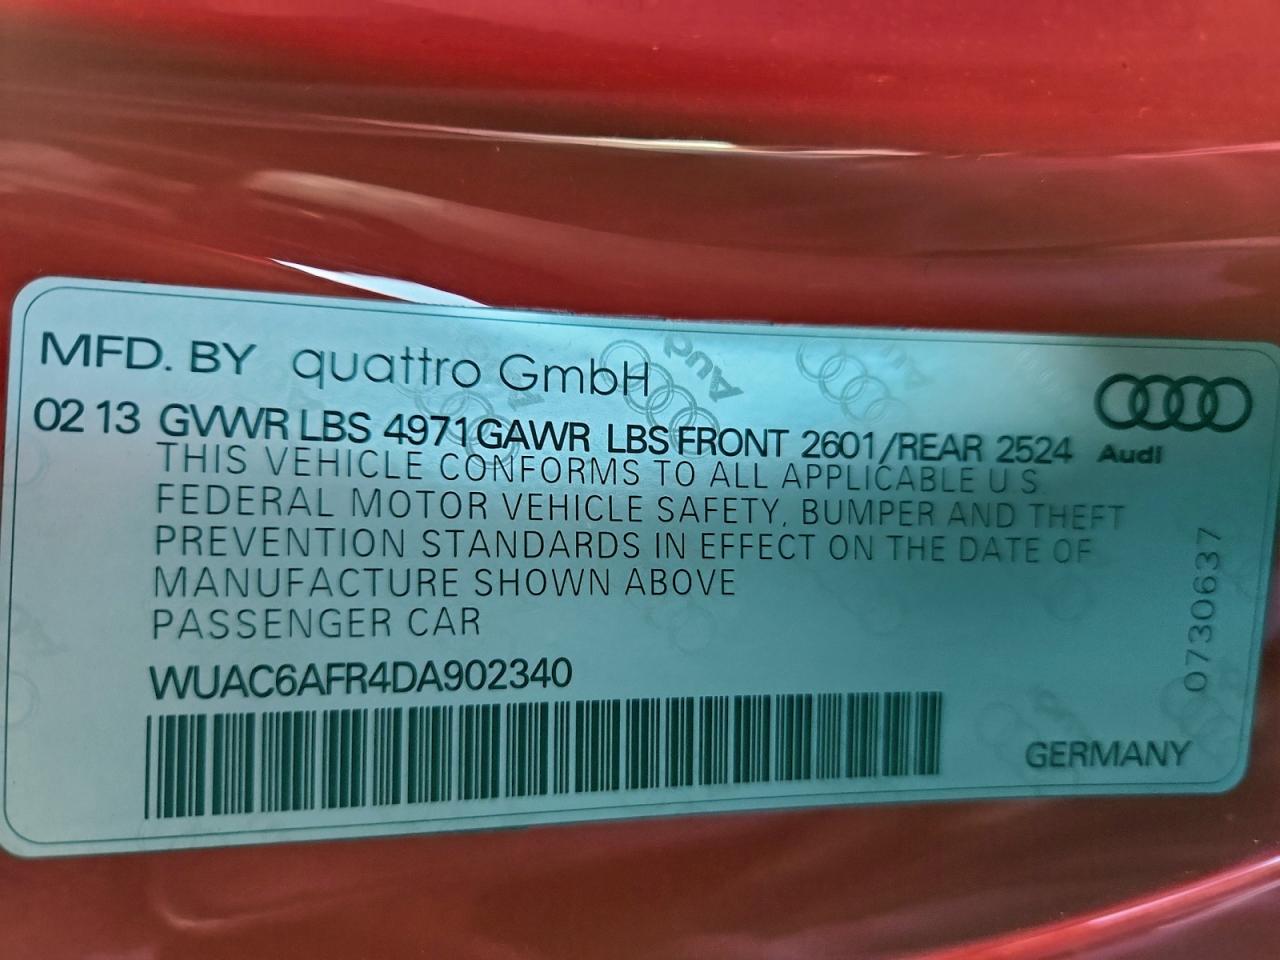 MFD. BY quattro GmbH
02 13 GVWR LBS 4971 GAWR LBS FRONT 2601/REAR 2524
Audi
THIS VEHICLE CONFORMS TO ALL APPLICABLE U.S.
FEDERAL MOTOR VEHICLE SAFETY, BUMPER AND THEFT
PREVENTION STANDARDS IN EFFECT ON THE DATE OF
MANUFACTURE SHOWN ABOVE
PASSENGER CAR
WUAC6AFR4DA902340
GERMANY
0730637
Audi